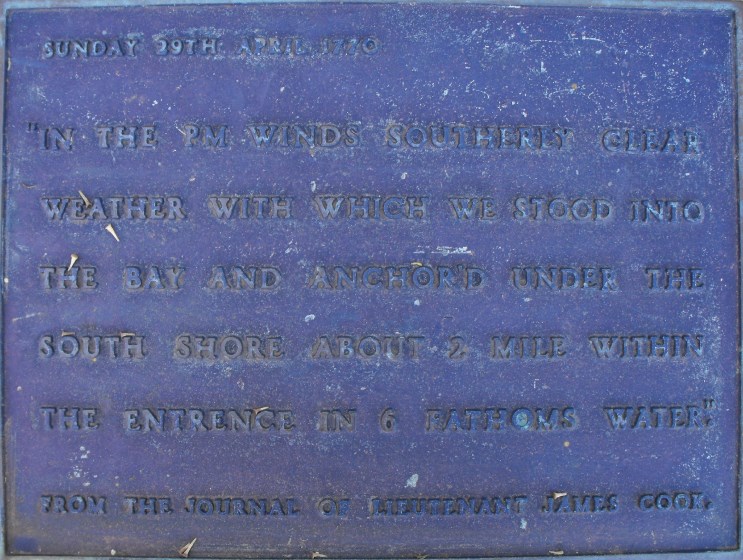 SUNDAY 29TH. APRIL 1770.
"IN THE PM WINDS SOUTHERLY CLEAR
WEATHER WITH WHICH WE STOOD INTO
THE BAY AND ANCHOR'D UNDER THE
SOUTH SHORE ABOUT 2 MILE WITHIN
THE ENTRENCE IN 6 FATHOMS WATER."
FROM THE JOURNAL OF LIEUTENANT JAMES COOK.